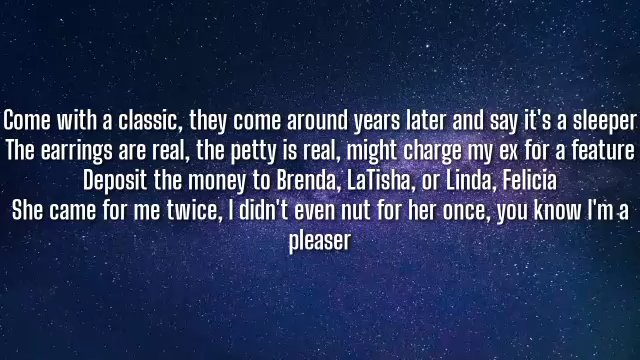 Come with a classic, they come around years later and say it's a sleeper
The earrings are real, the petty is real, might charge my ex for a feature
Deposit the money to Brenda, LaTisha, or Linda, Felicia
She came for me twice, I didn't even nut for her once, you know I'm a
pleaser